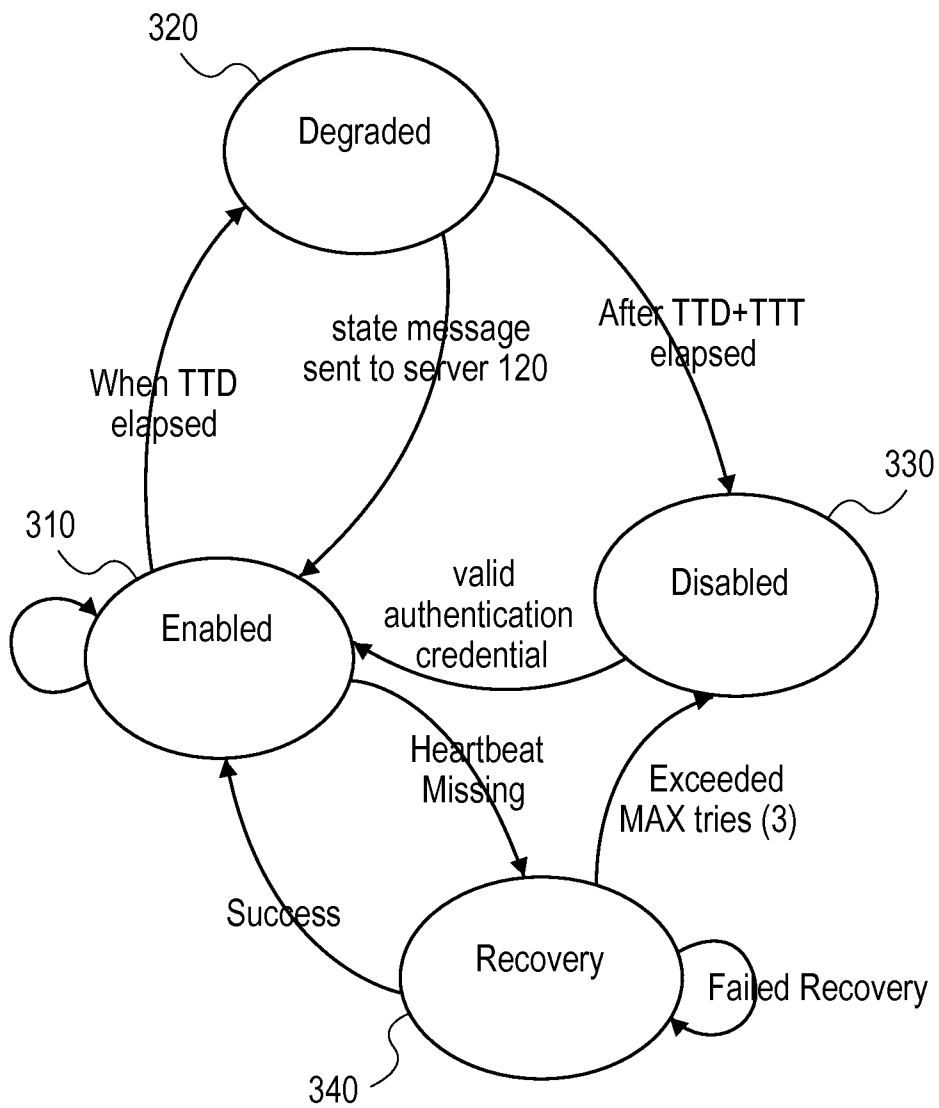 320
Degraded
state message
sent to server 120
After TTD+TTT
elapsed
When TTD
elapsed
330
310
Enabled
valid
authentication
credential
Disabled
Heartbeat
Missing
Exceeded
MAX tries (3)
Success
Recovery
Failed Recovery
340